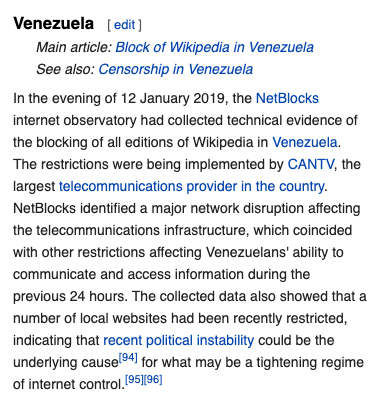 Venezuela [ edit ]
Main article: Block of Wikipedia in Venezuela
See also: Censorship in Venezuela
In the evening of 12 January 2019, the NetBlocks
internet observatory had collected technical evidence of
the blocking of all editions of Wikipedia in Venezuela.
The restrictions were being implemented by CANTV, the
largest telecommunications provider in the country.
NetBlocks identified a major network disruption affecting
the telecommunications infrastructure, which coincided
with other restrictions affecting Venezuelans' ability to
communicate and access information during the
previous 24 hours. The collected data also showed that a
number of local websites had been recently restricted,
indicating that recent political instability could be the
underlying cause[94] for what may be a tightening regime
of internet control.[95][96]